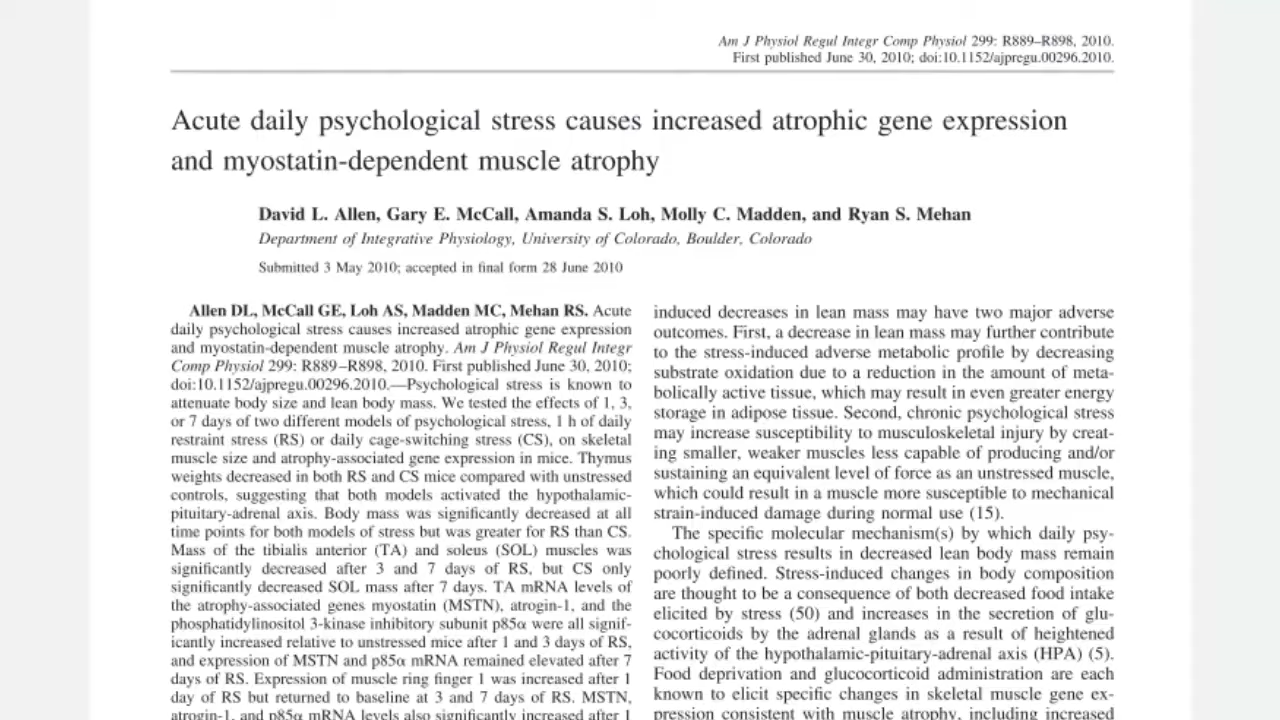 Am J Physiol Regul Integr Comp Physiol 299: R889–R898, 2010.
First published June 30, 2010; doi:10.1152/ajpregu.00296.2010.
Acute daily psychological stress causes increased atrophic gene expression
and myostatin-dependent muscle atrophy
David L. Allen, Gary E. McCall, Amanda S. Loh, Molly C. Madden, and Ryan S. Mehan
Department of Integrative Physiology, University of Colorado, Boulder, Colorado
Submitted 3 May 2010; accepted in final form 28 June 2010
Allen DL, McCall GE, Loh AS, Madden MC, Mehan RS. Acute
daily psychological stress causes increased atrophic gene expression
and myostatin-dependent muscle atrophy. Am J Physiol Regul Integr
Comp Physiol 299: R889–R898, 2010. First published June 30, 2010;
doi:10.1152/ajpregu.00296.2010.—Psychological stress is known to
attenuate body size and lean body mass. We tested the effects of 1, 3,
or 7 days of two different models of psychological stress, 1 h of daily
restraint stress (RS) or daily cage-switching stress (CS), on skeletal
muscle size and atrophy-associated gene expression in mice. Thymus
weights decreased in both RS and CS mice compared with unstressed
controls, suggesting that both models activated the hypothalamic-
pituitary-adrenal axis. Body mass was significantly decreased at all
time points for both models of stress but was greater for RS than CS.
Mass of the tibialis anterior (TA) and soleus (SOL) muscles was
significantly decreased after 3 and 7 days of RS, but CS only
significantly decreased SOL mass after 7 days. TA mRNA levels of
the atrophy-associated genes myostatin (MSTN), atrogin-1, and the
phosphatidylinositol 3-kinase inhibitory subunit p85α were all signif-
icantly increased relative to unstressed mice after 1 and 3 days of RS,
and expression of MSTN and p85α mRNA remained elevated after 7
days of RS. Expression of muscle ring finger 1 was increased after 1
day of RS but returned to baseline at 3 and 7 days of RS. MSTN,
atrogin-1, and p85α mRNA levels also significantly increased after 1
induced decreases in lean mass may have two major adverse
outcomes. First, a decrease in lean mass may further contribute
to the stress-induced adverse metabolic profile by decreasing
substrate oxidation due to a reduction in the amount of meta-
bolically active tissue, which may result in even greater energy
storage in adipose tissue. Second, chronic psychological stress
may increase susceptibility to musculoskeletal injury by creat-
ing smaller, weaker muscles less capable of producing and/or
sustaining an equivalent level of force as an unstressed muscle,
which could result in a muscle more susceptible to mechanical
strain-induced damage during normal use (15).
The specific molecular mechanism(s) by which daily psy-
chological stress results in decreased lean body mass remain
poorly defined. Stress-induced changes in body composition
are thought to be a consequence of both decreased food intake
elicited by stress (50) and increases in the secretion of glu-
cocorticoids by the adrenal glands as a result of heightened
activity of the hypothalamic-pituitary-adrenal axis (HPA) (5).
Food deprivation and glucocorticoid administration are each
known to elicit specific changes in skeletal muscle gene ex-
pression consistent with muscle atrophy, including increased